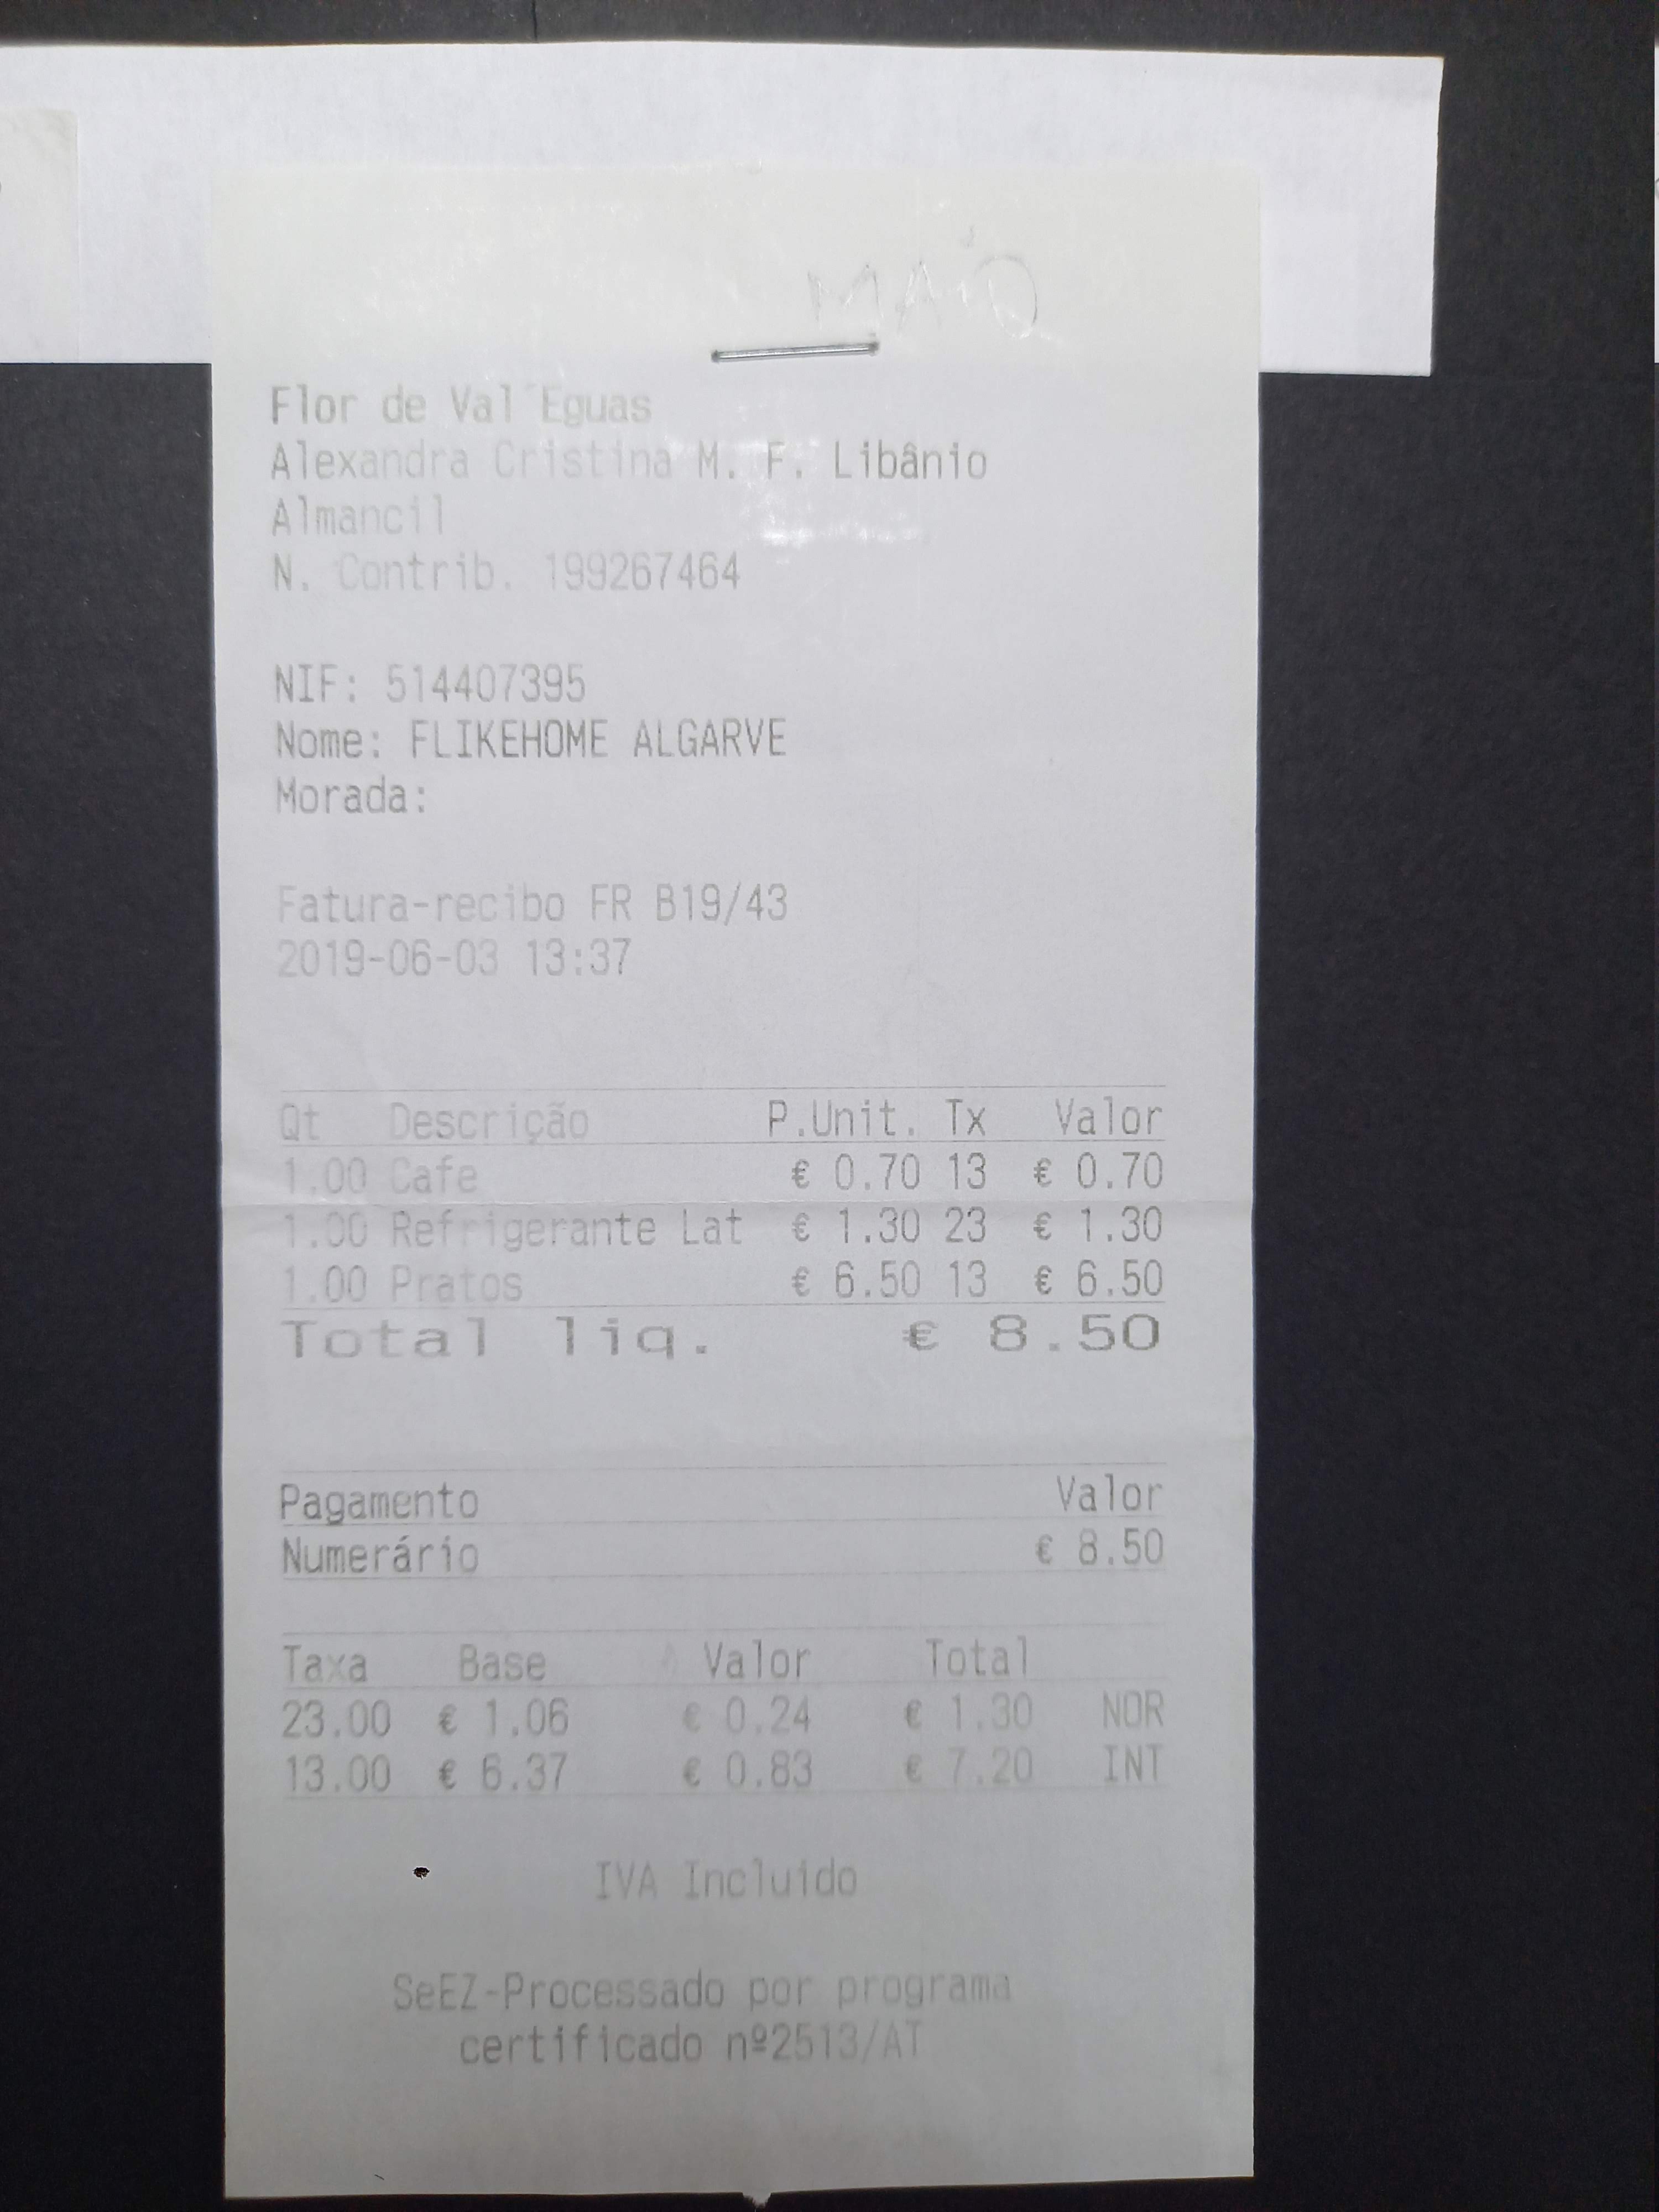 Flor de Val´Eguas
Alexandra Cristina M. F. Libânio
Almancil
N. Contrib. 199267464
NIF: 514407395
Nome: FLIKEHOME ALGARVE
Morada:
Fatura-recibo FR B19/43
2019-06-03 13:37
Qt Descrição P.Unit. Tx Valor
1.00 Cafe € 0.70 13 € 0.70
1.00 Refrigerante Lat € 1.30 23 € 1.30
1.00 Pratos € 6.50 13 € 6.50
Total liq. € 8.50
Pagamento Valor
Numerário € 8.50
Taxa Base Valor Total
23.00 € 1.06 € 0.24 € 1.30 NOR
13.00 € 6.37 € 0.83 € 7.20 INT
IVA Incluido
SeEZ-Processado por programa
certificado nº2513/AT